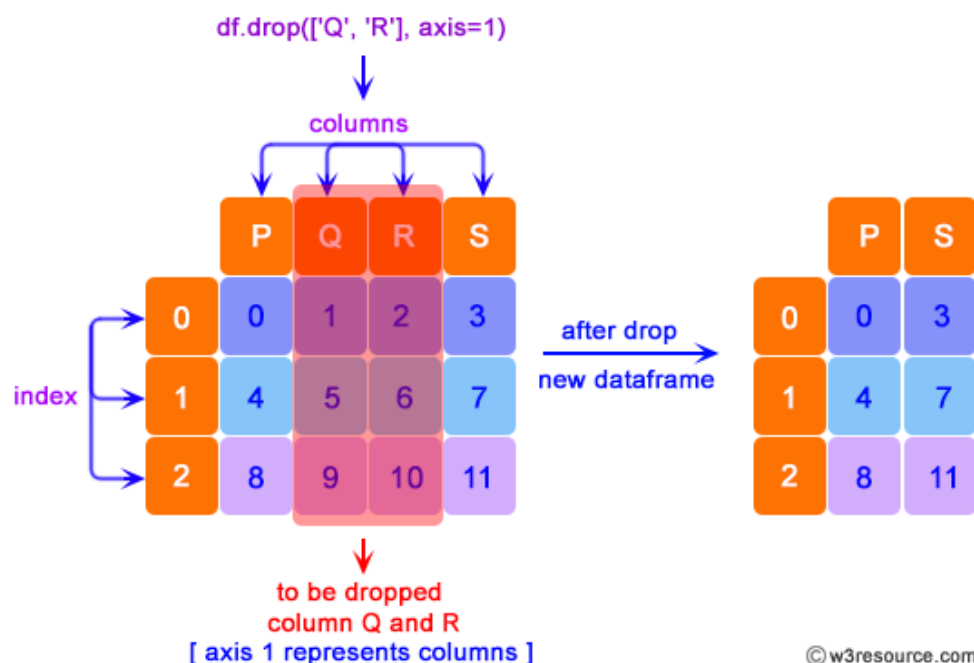 df.drop(['Q', 'R'], axis=1)
columns
P Q R S
0 0 1 2 3
index
1 4 5 6 7
2 8 9 10 11
after drop
new dataframe
P S
0 0 3
1 4 7
2 8 11
to be dropped
column Q and R
[ axis 1 represents columns ]
© w3resource.com